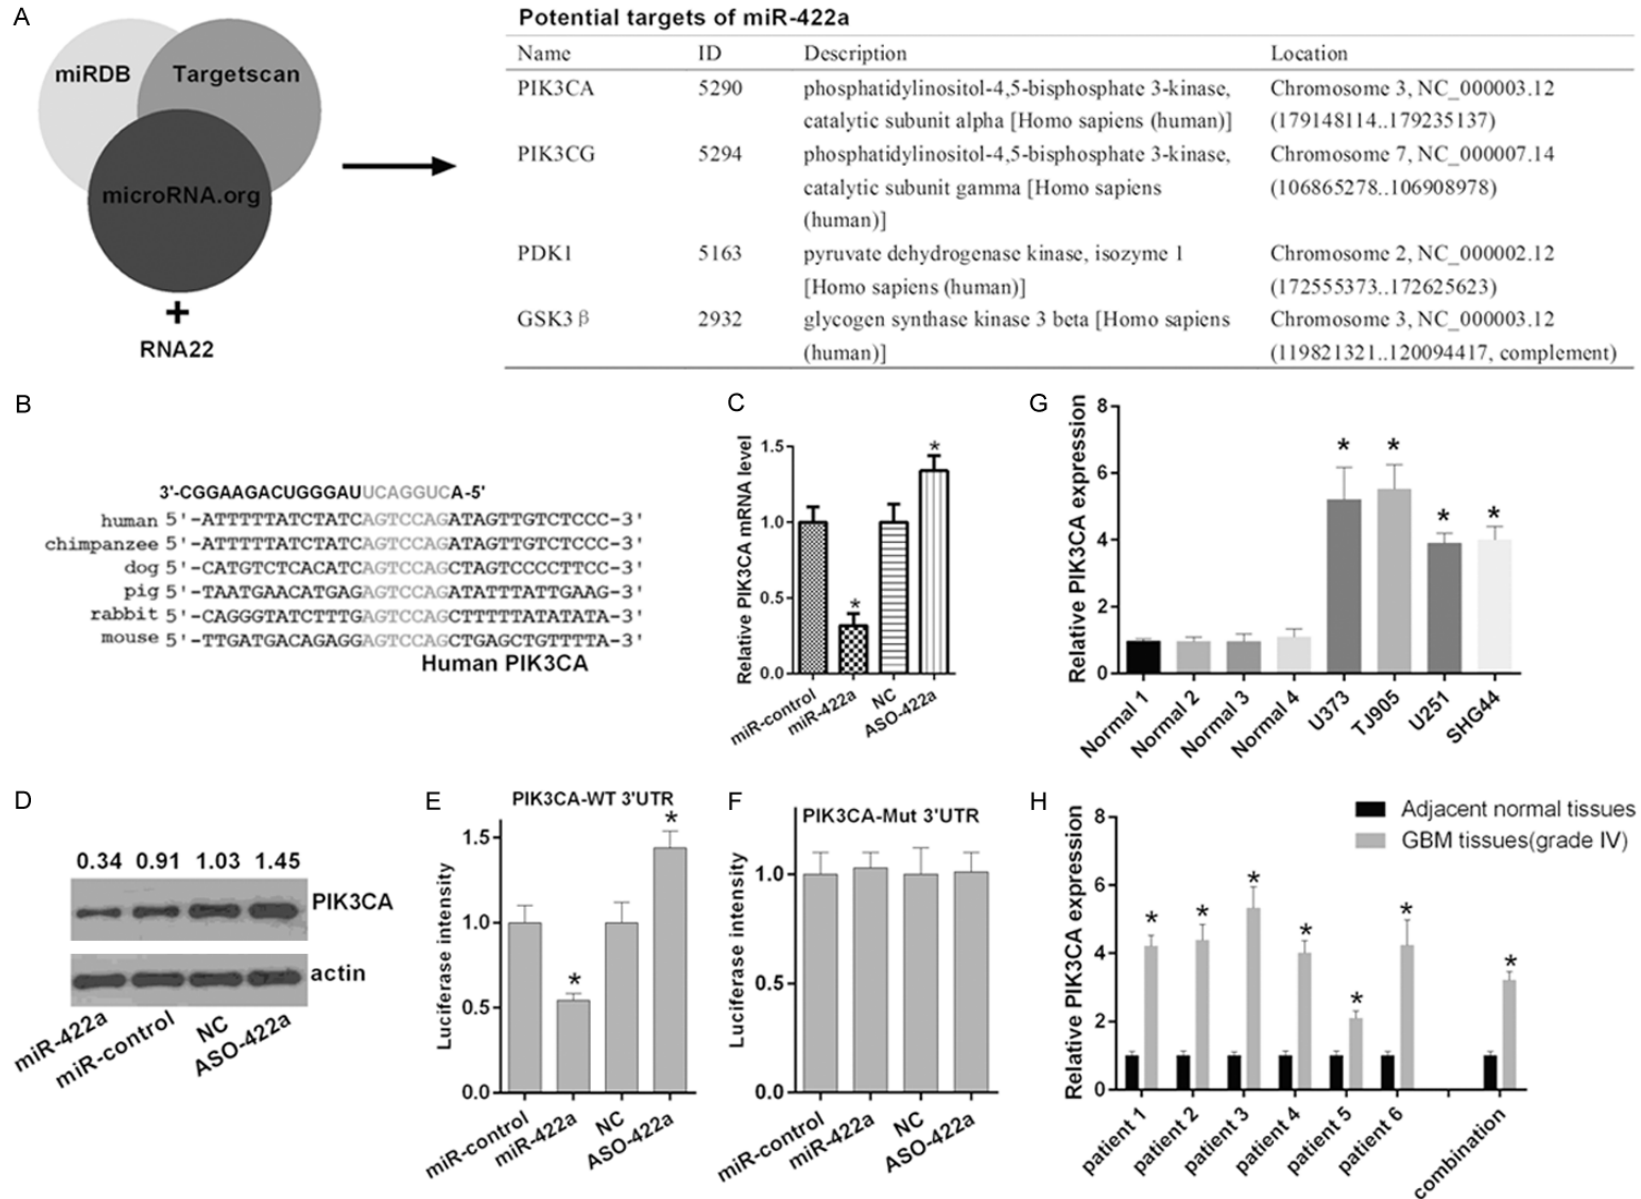 A
miRDB
Targetscan
microRNA.org
+
RNA22
Potential targets of miR-422a
Name ID Description Location
PIK3CA 5290 phosphatidylinositol-4,5-bisphosphate 3-kinase, Chromosome 3, NC_000003.12
catalytic subunit alpha [Homo sapiens (human)] (179148114..179235137)
PIK3CG 5294 phosphatidylinositol-4,5-bisphosphate 3-kinase, Chromosome 7, NC_000007.14
catalytic subunit gamma [Homo sapiens (106865278..106908978)
(human)]
PDK1 5163 pyruvate dehydrogenase kinase, isozyme 1 Chromosome 2, NC_000002.12
[Homo sapiens (human)] (172555373..172625623)
GSK3β 2932 glycogen synthase kinase 3 beta [Homo sapiens Chromosome 3, NC_000003.12
(human)] (119821321..120094417, complement)
B
3'-CGGAAGACUGGGAUUCAGGUCA-5'
human 5'-ATTTTTATCTATCAGTCCAGATAGTTGTCTCCC-3'
chimpanzee 5'-ATTTTTATCTATCAGTCCAGATAGTTGTCTCCC-3'
dog 5'-CATGTCTCACATCAGTCCAGCTAGTCCCCTTCC-3'
pig 5'-TAATGAACATGAGAGTCCAGATATTTATTGAAG-3'
rabbit 5'-CAGGGTATCTTTGAGTCCAGCTTTTTATATATA-3'
mouse 5'-TTGATGACAGAGGAGTCCAGCTGAGCTGTTTTA-3'
Human PIK3CA
C
Relative PIK3CA mRNA level
1.5
1.0
0.5
0.0
*
*
miR-control
miR-422a
NC
ASO-422a
G
Relative PIK3CA expression
8
6
4
2
0
* * * *
Normal 1
Normal 2
Normal 3
Normal 4
U373
TJ905
U251
SHG44
D
0.34 0.91 1.03 1.45
PIK3CA
actin
miR-422a
miR-control
NC
ASO-422a
E
PIK3CA-WT 3'UTR
Luciferase intensity
1.5
1.0
0.5
0.0
*
*
miR-control
miR-422a
NC
ASO-422a
F
PIK3CA-Mut 3'UTR
Luciferase intensity
1.0
0.5
0.0
miR-control
miR-422a
NC
ASO-422a
H
Adjacent normal tissues
GBM tissues(grade IV)
Relative PIK3CA expression
8
6
4
2
0
* * * * * * *
patient 1
patient 2
patient 3
patient 4
patient 5
patient 6
combination